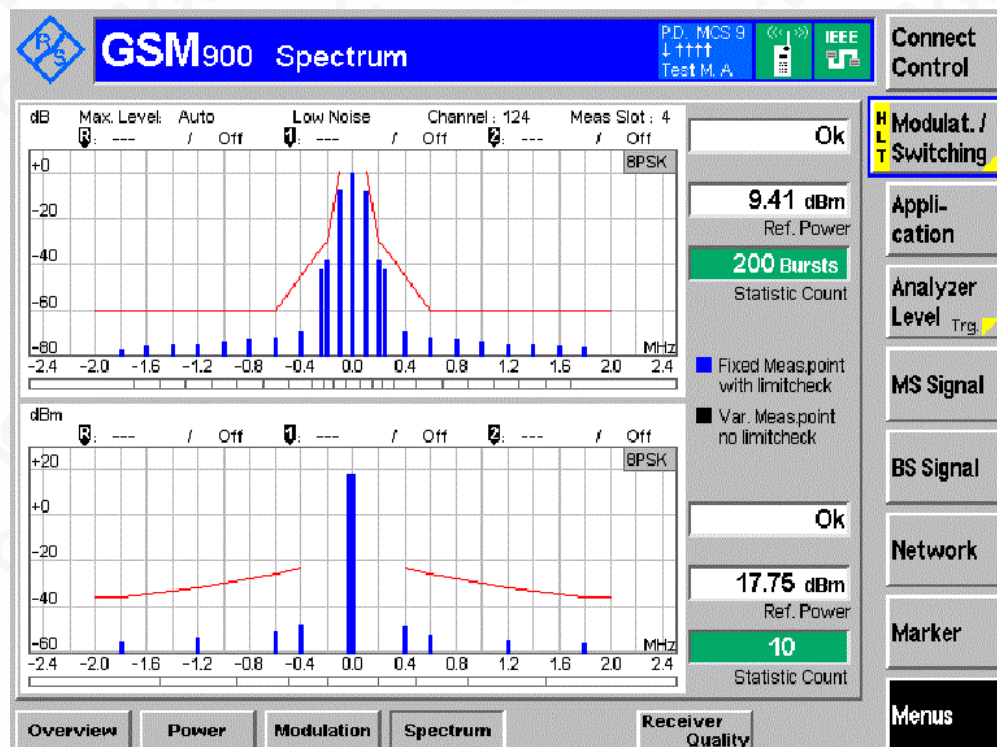 R/S
GSM900 Spectrum
P.D. MCS 9
↓ ↑↑↑↑
Test M. A
IEEE
Connect
Control
dB Max. Level: Auto Low Noise Channel : 124 Meas Slot : 4
R: --- / Off 1: --- / Off 2: --- / Off
8PSK
+0
-20
-40
-60
-80
MHz
-2.4 -2.0 -1.6 -1.2 -0.8 -0.4 0.0 0.4 0.8 1.2 1.6 2.0 2.4
Ok
9.41 dBm
Ref. Power
200 Bursts
Statistic Count
Fixed Meas.point
with limitcheck
Var. Meas.point
no limitcheck
dBm
R: --- / Off 1: --- / Off 2: --- / Off
8PSK
+20
+0
-20
-40
-60
MHz
-2.4 -2.0 -1.6 -1.2 -0.8 -0.4 0.0 0.4 0.8 1.2 1.6 2.0 2.4
Ok
17.75 dBm
Ref. Power
10
Statistic Count
HLT
Modulat. /
Switching
Appli-
cation
Analyzer
Level Trg.
MS Signal
BS Signal
Network
Marker
Menus
Overview Power Modulation Spectrum Receiver
Quality